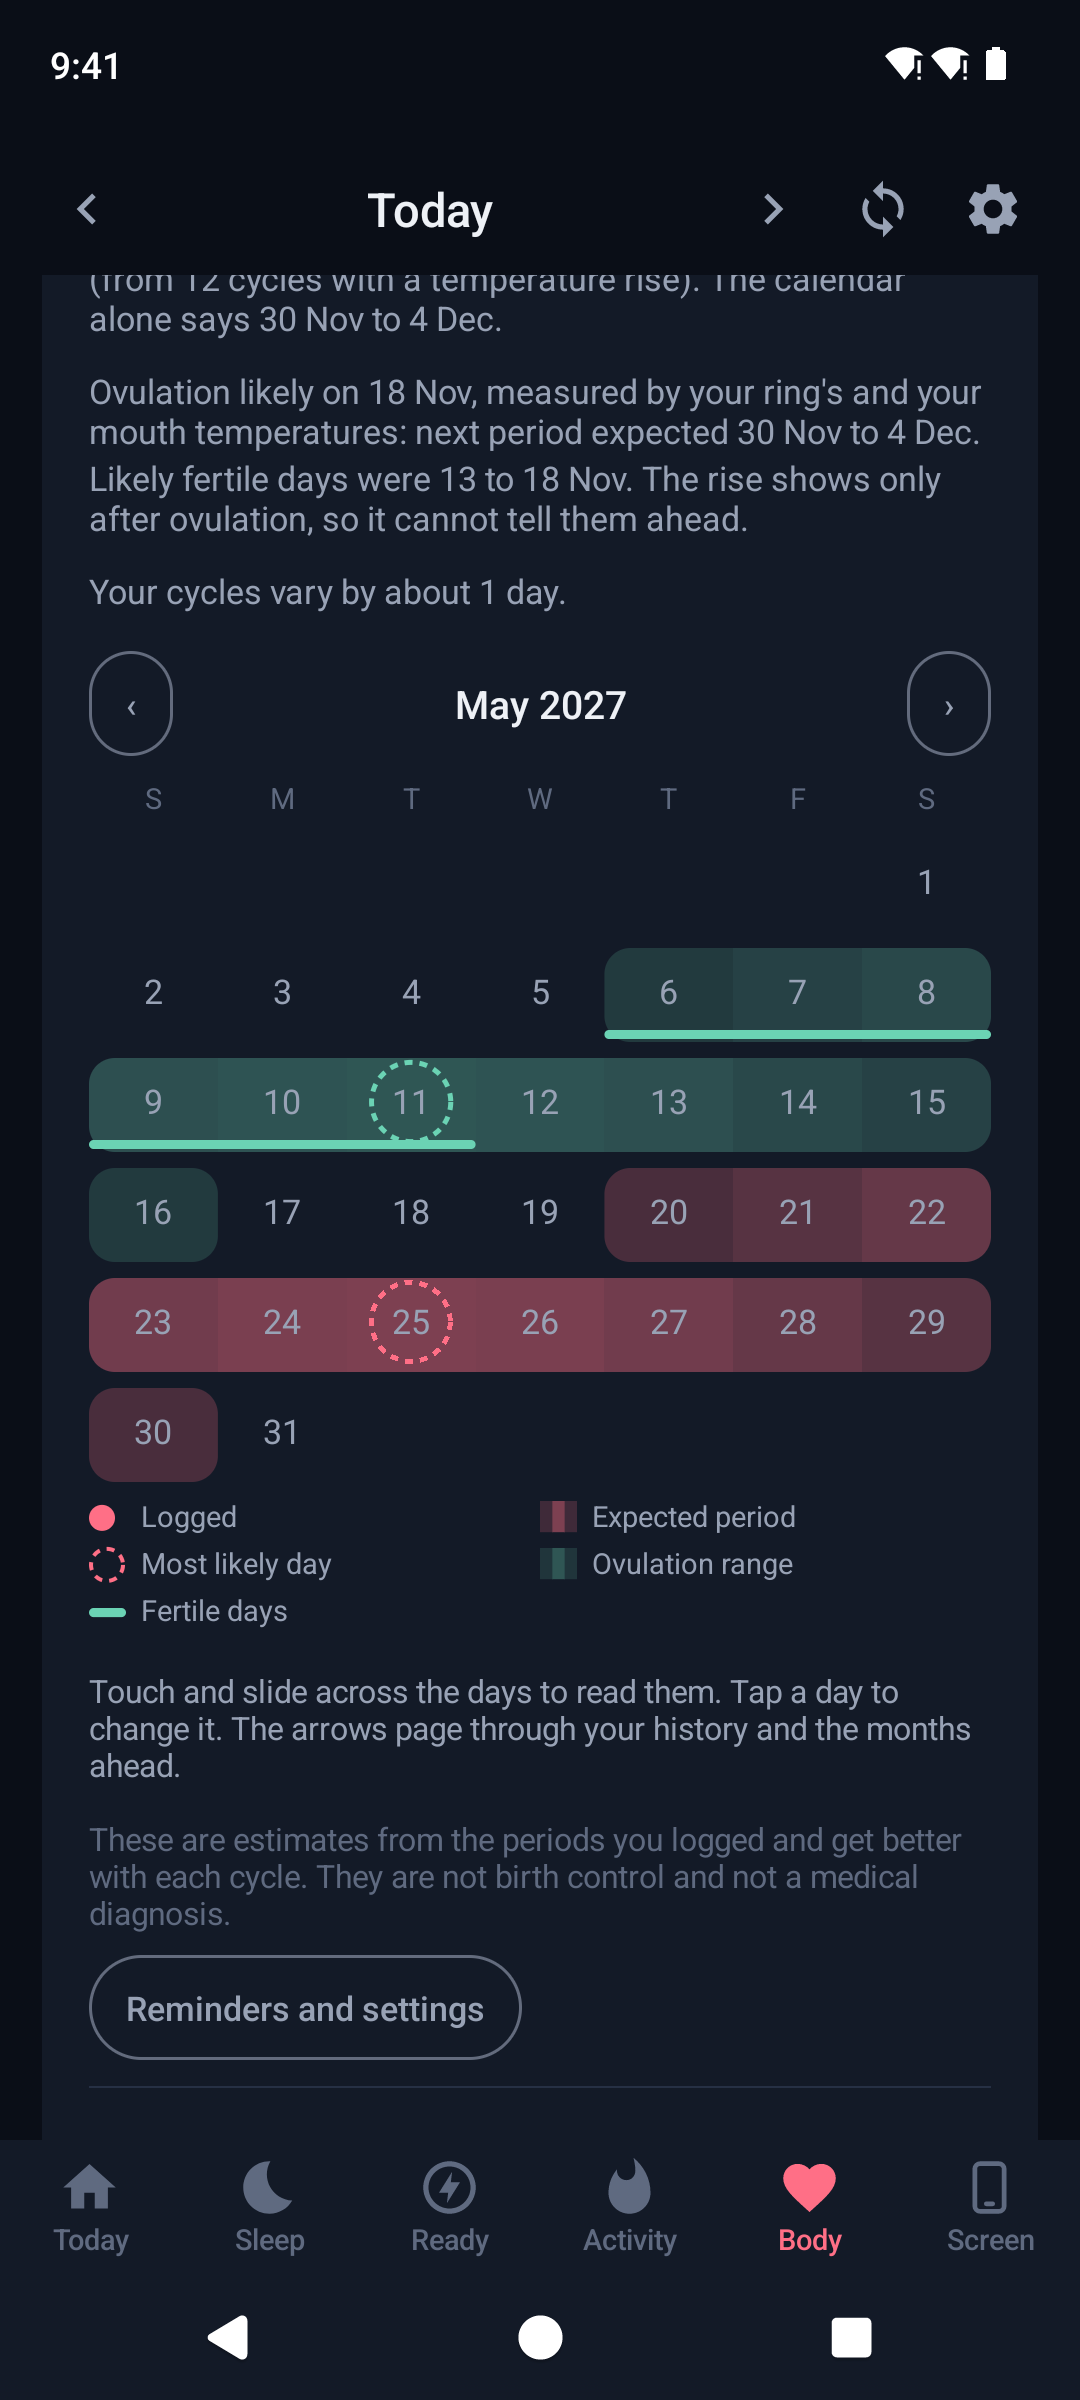 9:41
Today
(from 12 cycles with a temperature rise). The calendar
alone says 30 Nov to 4 Dec.
Ovulation likely on 18 Nov, measured by your ring's and your
mouth temperatures: next period expected 30 Nov to 4 Dec.
Likely fertile days were 13 to 18 Nov. The rise shows only
after ovulation, so it cannot tell them ahead.
Your cycles vary by about 1 day.
‹ May 2027 ›
S M T W T F S
1
2 3 4 5 6 7 8
9 10 11 12 13 14 15
16 17 18 19 20 21 22
23 24 25 26 27 28 29
30 31
Logged Expected period
Most likely day Ovulation range
Fertile days
Touch and slide across the days to read them. Tap a day to
change it. The arrows page through your history and the months
ahead.
These are estimates from the periods you logged and get better
with each cycle. They are not birth control and not a medical
diagnosis.
Reminders and settings
Today Sleep Ready Activity Body Screen